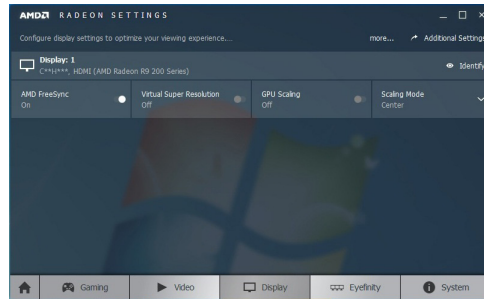 AMD RADEON SETTINGS
Configure display settings to optimize your viewing experience....
more... Additional Settings
Display: 1
C**H***, HDMI (AMD Radeon R9 200 Series)
Identify
AMD FreeSync
On
Virtual Super Resolution
Off
GPU Scaling
Off
Scaling Mode
Center
Gaming Video Display Eyefinity System